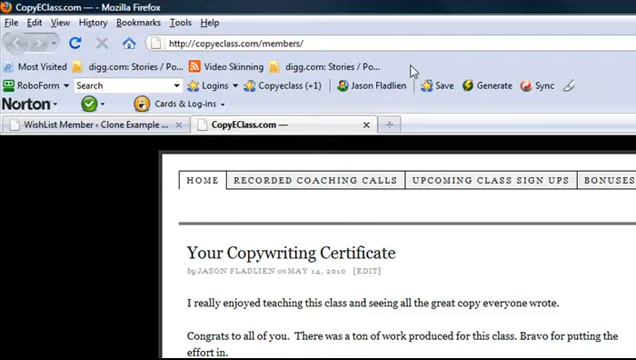 CopyEClass.com — - Mozilla Firefox
File Edit View History Bookmarks Tools Help
http://copyeclass.com/members/
Most Visited digg.com: Stories / Po... Video Skinning digg.com: Stories / Po...
RoboForm Search Logins Copyeclass (+1) Jason Fladlien Save Generate Sync
Norton Cards & Log-ins
WishList Member ‹ Clone Example ... CopyEClass.com —
HOME RECORDED COACHING CALLS UPCOMING CLASS SIGN UPS BONUSES
Your Copywriting Certificate
by JASON FLADLIEN on MAY 14, 2010 [EDIT]
I really enjoyed teaching this class and seeing all the great copy everyone wrote.
Congrats to all of you. There was a ton of work produced for this class. Bravo for putting the
effort in.